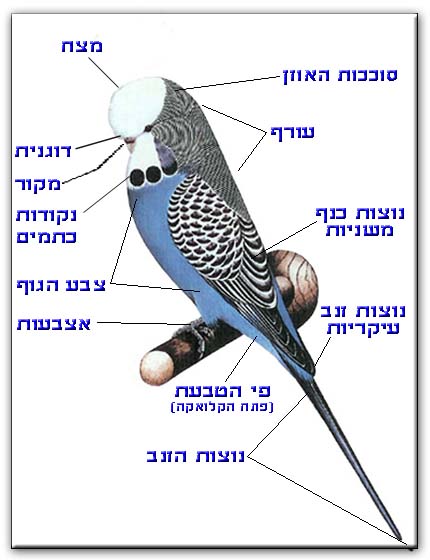 מצח
סוככות האוזן
עורף
דוגנית
מקור
נקודות
כתמים
נוצות כנף
משניות
צבע הגוף
נוצות זנב
עיקריות
אצבעות
פי הטבעת
(פתח הקלואקה)
נוצות הזנב